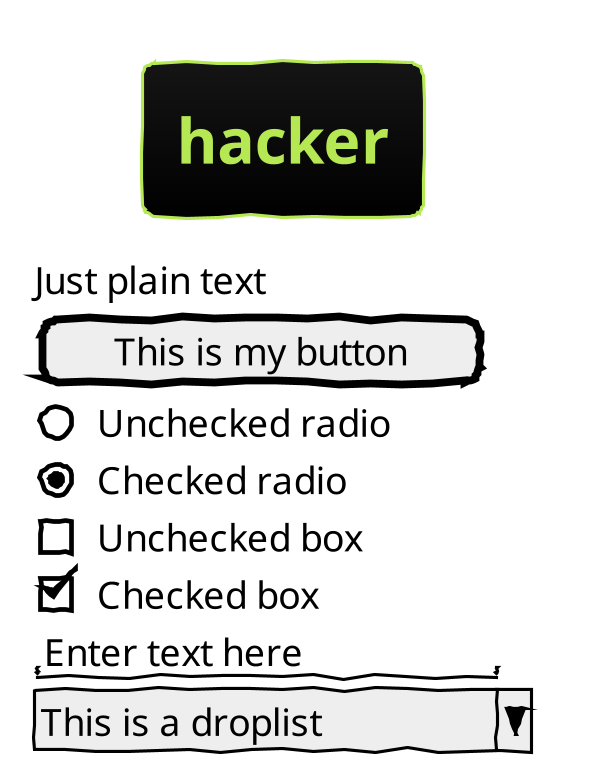 hacker
Just plain text
This is my button
Unchecked radio
Checked radio
Unchecked box
Checked box
Enter text here
This is a droplist